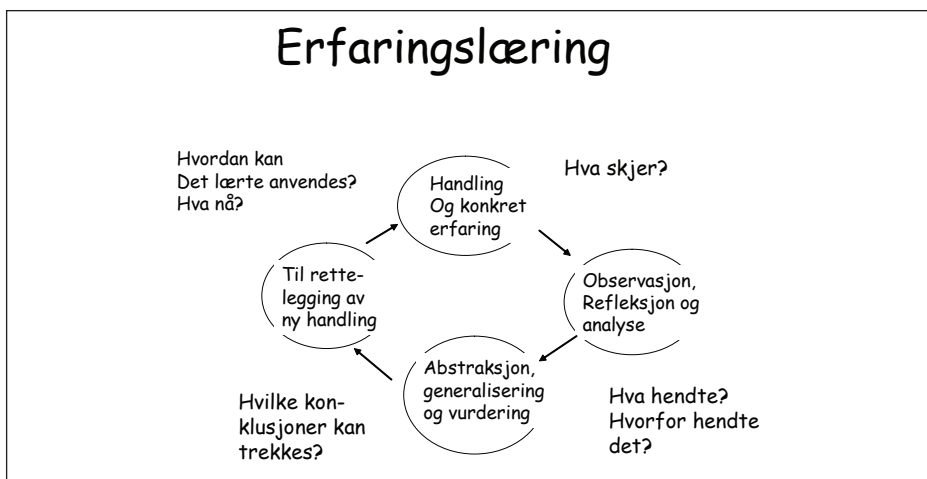 Erfaringslæring
Hvordan kan
Det lærte anvendes?
Hva nå?
Handling
Og konkret
erfaring
Hva skjer?
Til rette-
legging av
ny handling
Observasjon,
Refleksjon og
analyse
Abstraksjon,
generalisering
og vurdering
Hvilke kon-
klusjoner kan
trekkes?
Hva hendte?
Hvorfor hendte
det?